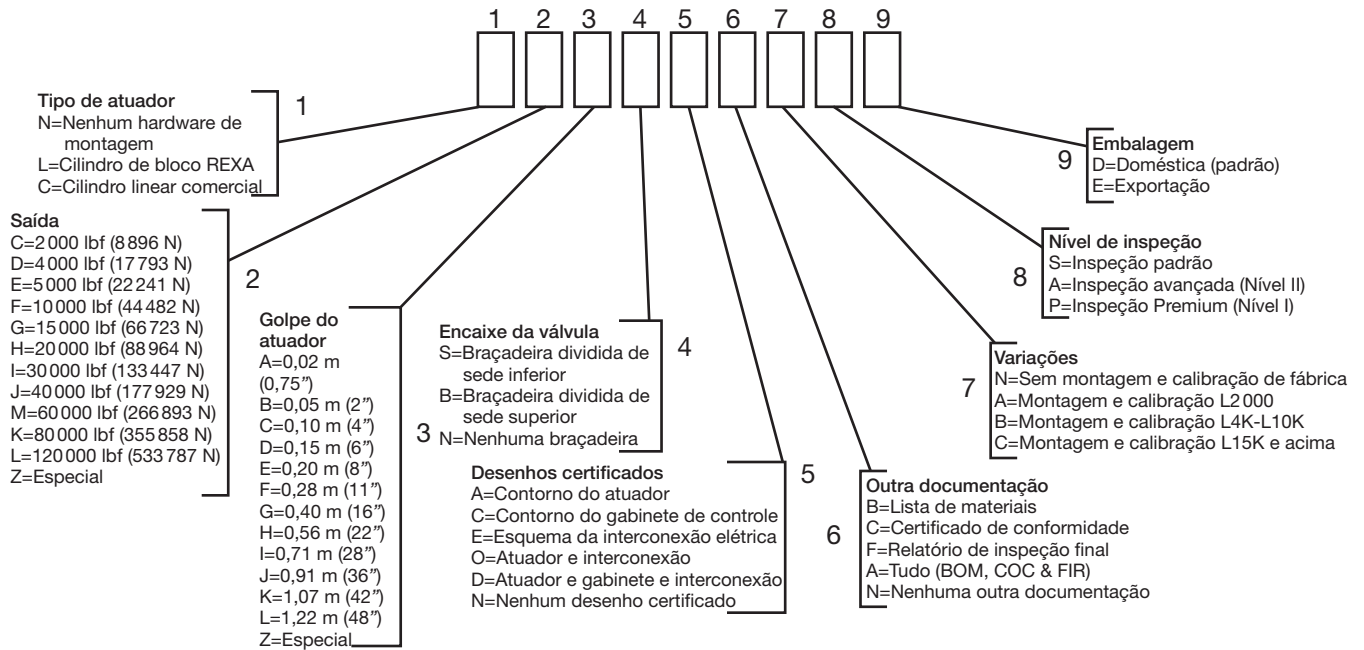 1 2 3 4 5 6 7 8 9
Tipo de atuador
N=Nenhum hardware de
montagem
L=Cilindro de bloco REXA
C=Cilindro linear comercial
1
Saída
C=2 000 lbf (8 896 N)
D=4 000 lbf (17 793 N)
E=5 000 lbf (22 241 N)
F=10 000 lbf (44 482 N)
G=15 000 lbf (66 723 N)
H=20 000 lbf (88 964 N)
I=30 000 lbf (133 447 N)
J=40 000 lbf (177 929 N)
M=60 000 lbf (266 893 N)
K=80 000 lbf (355 858 N)
L=120 000 lbf (533 787 N)
Z=Especial
2
Golpe do
atuador
A=0,02 m
(0,75”)
B=0,05 m (2”)
C=0,10 m (4”)
D=0,15 m (6”)
E=0,20 m (8”)
F=0,28 m (11”)
G=0,40 m (16”)
H=0,56 m (22”)
I=0,71 m (28”)
J=0,91 m (36”)
K=1,07 m (42”)
L=1,22 m (48”)
Z=Especial
3
Encaixe da válvula
S=Braçadeira dividida de
sede inferior
B=Braçadeira dividida de
sede superior
N=Nenhuma braçadeira
4
Desenhos certificados
A=Contorno do atuador
C=Contorno do gabinete de controle
E=Esquema da interconexão elétrica
O=Atuador e interconexão
D=Atuador e gabinete e interconexão
N=Nenhum desenho certificado
5
Outra documentação
B=Lista de materiais
C=Certificado de conformidade
F=Relatório de inspeção final
A=Tudo (BOM, COC & FIR)
N=Nenhuma outra documentação
6
Variações
N=Sem montagem e calibração de fábrica
A=Montagem e calibração L2 000
B=Montagem e calibração L4K-L10K
C=Montagem e calibração L15K e acima
7
Nível de inspeção
S=Inspeção padrão
A=Inspeção avançada (Nível II)
P=Inspeção Premium (Nível I)
8
Embalagem
D=Doméstica (padrão)
E=Exportação
9